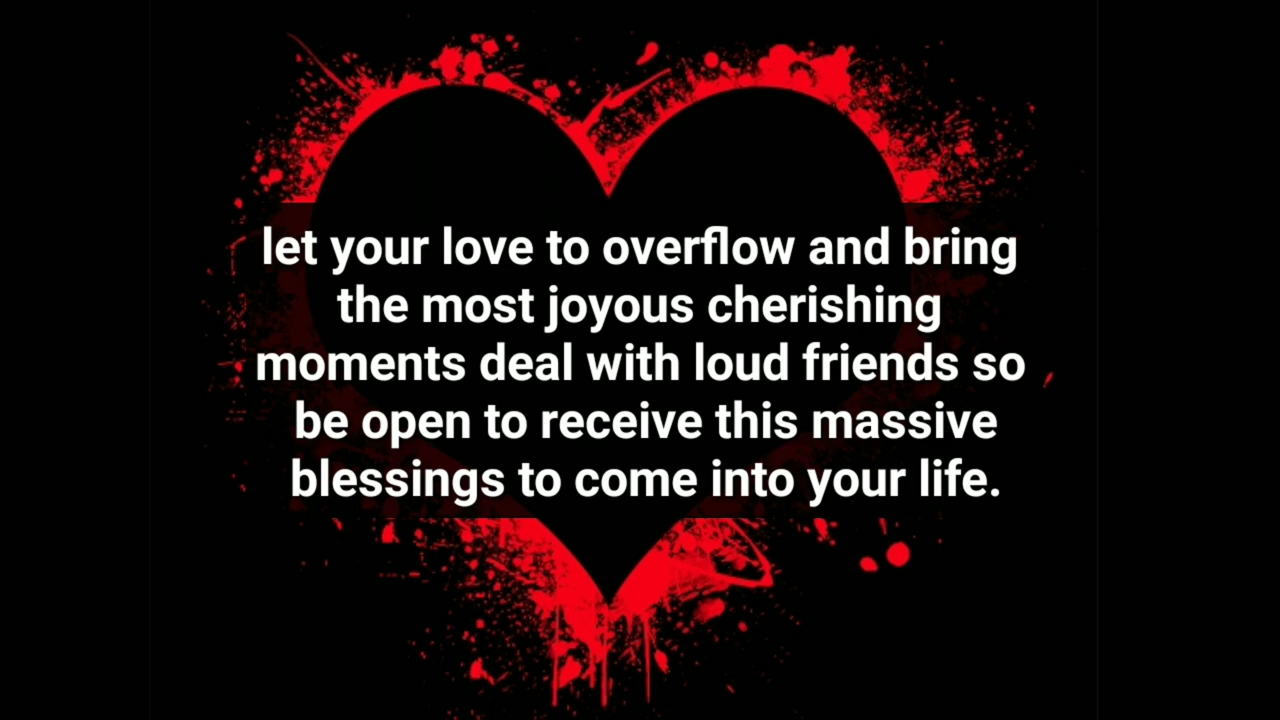 let your love to overflow and bring
the most joyous cherishing
moments deal with loud friends so
be open to receive this massive
blessings to come into your life.